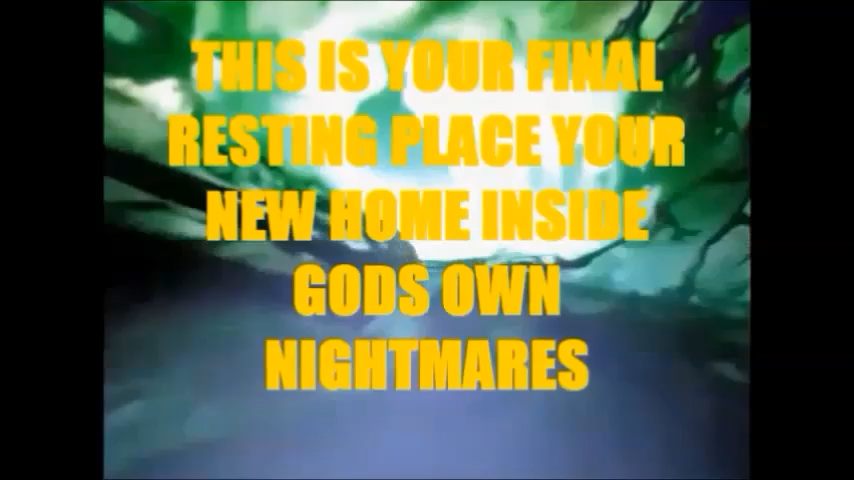 THIS IS YOUR FINAL
RESTING PLACE YOUR
NEW HOME INSIDE
GODS OWN
NIGHTMARES